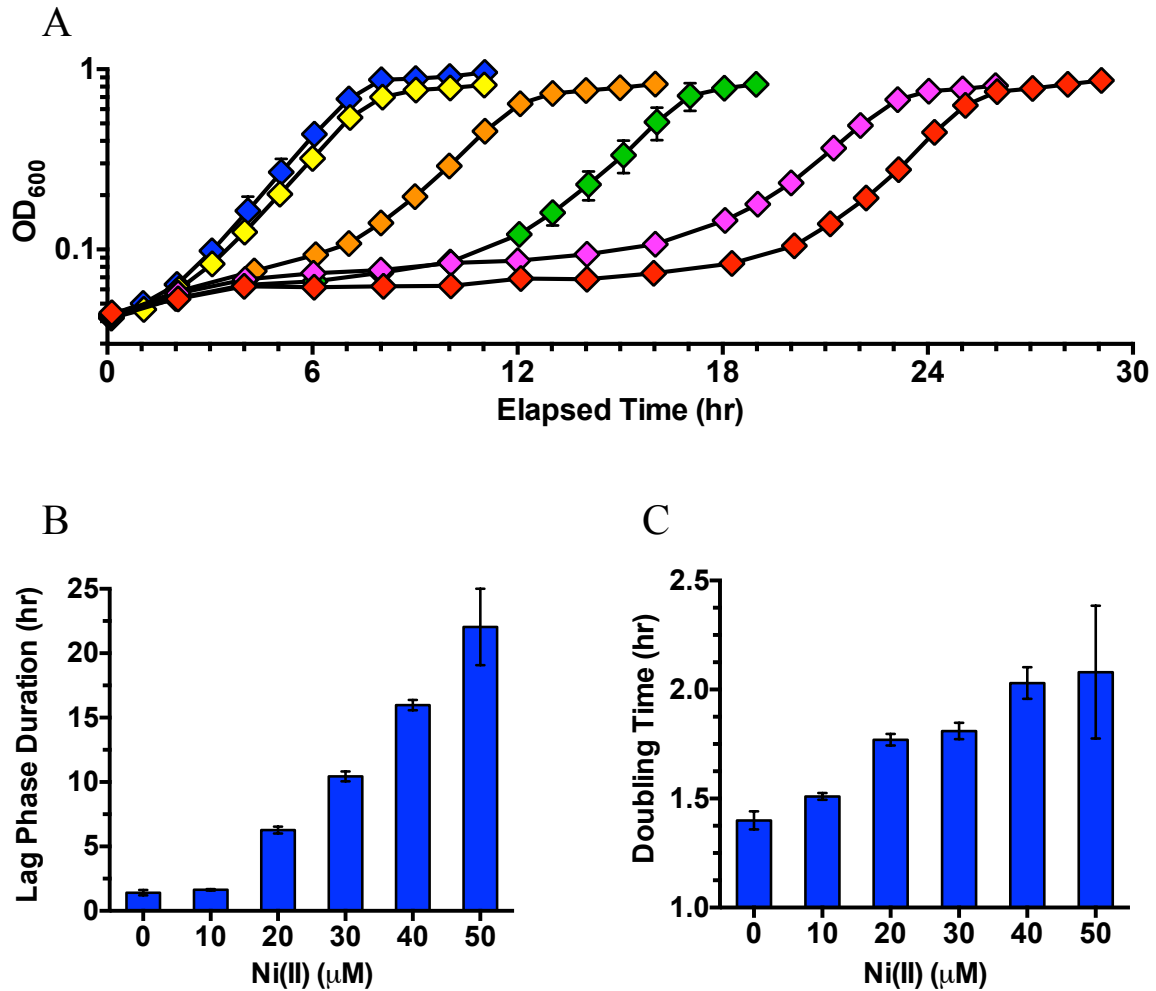 A
1
0.1
OD600
0 6 12 18 24 30
Elapsed Time (hr)
B
25
20
15
10
5
0
Lag Phase Duration (hr)
0 10 20 30 40 50
Ni(II) (μM)
C
2.5
2.0
1.5
1.0
Doubling Time (hr)
0 10 20 30 40 50
Ni(II) (μM)